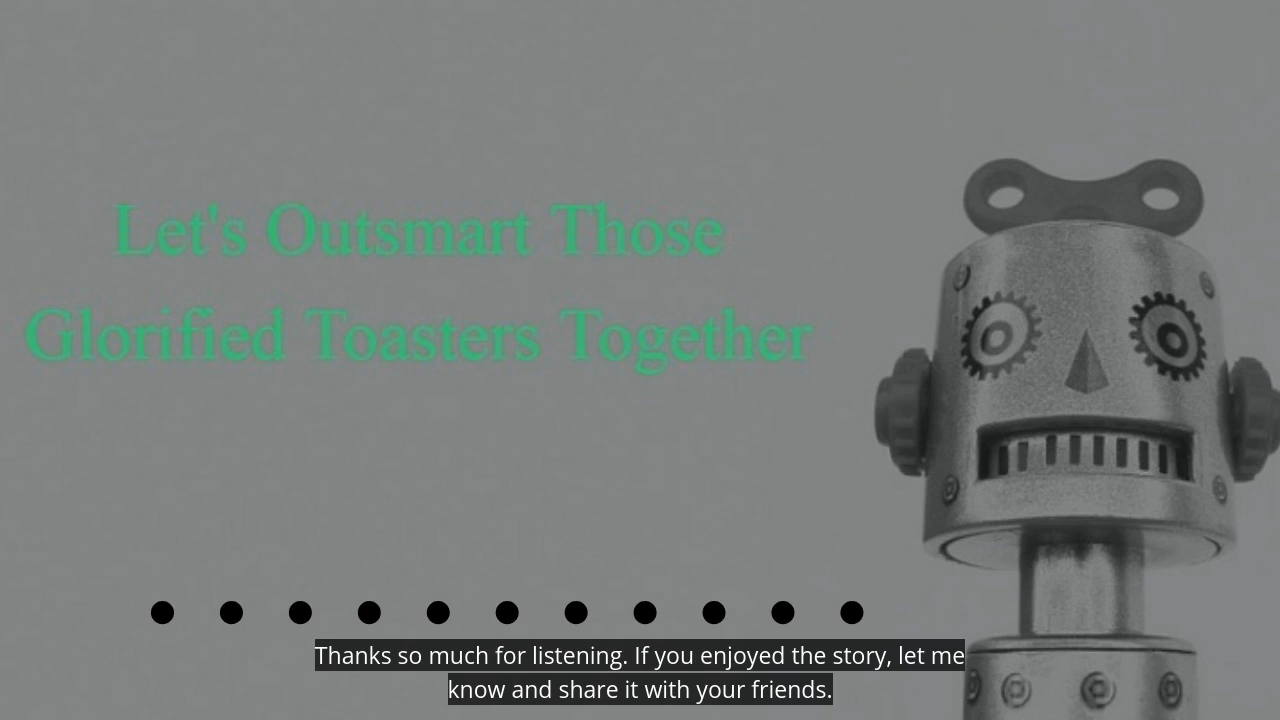 Let's Outsmart Those
Glorified Toasters Together
Thanks so much for listening. If you enjoyed the story, let me
know and share it with your friends.